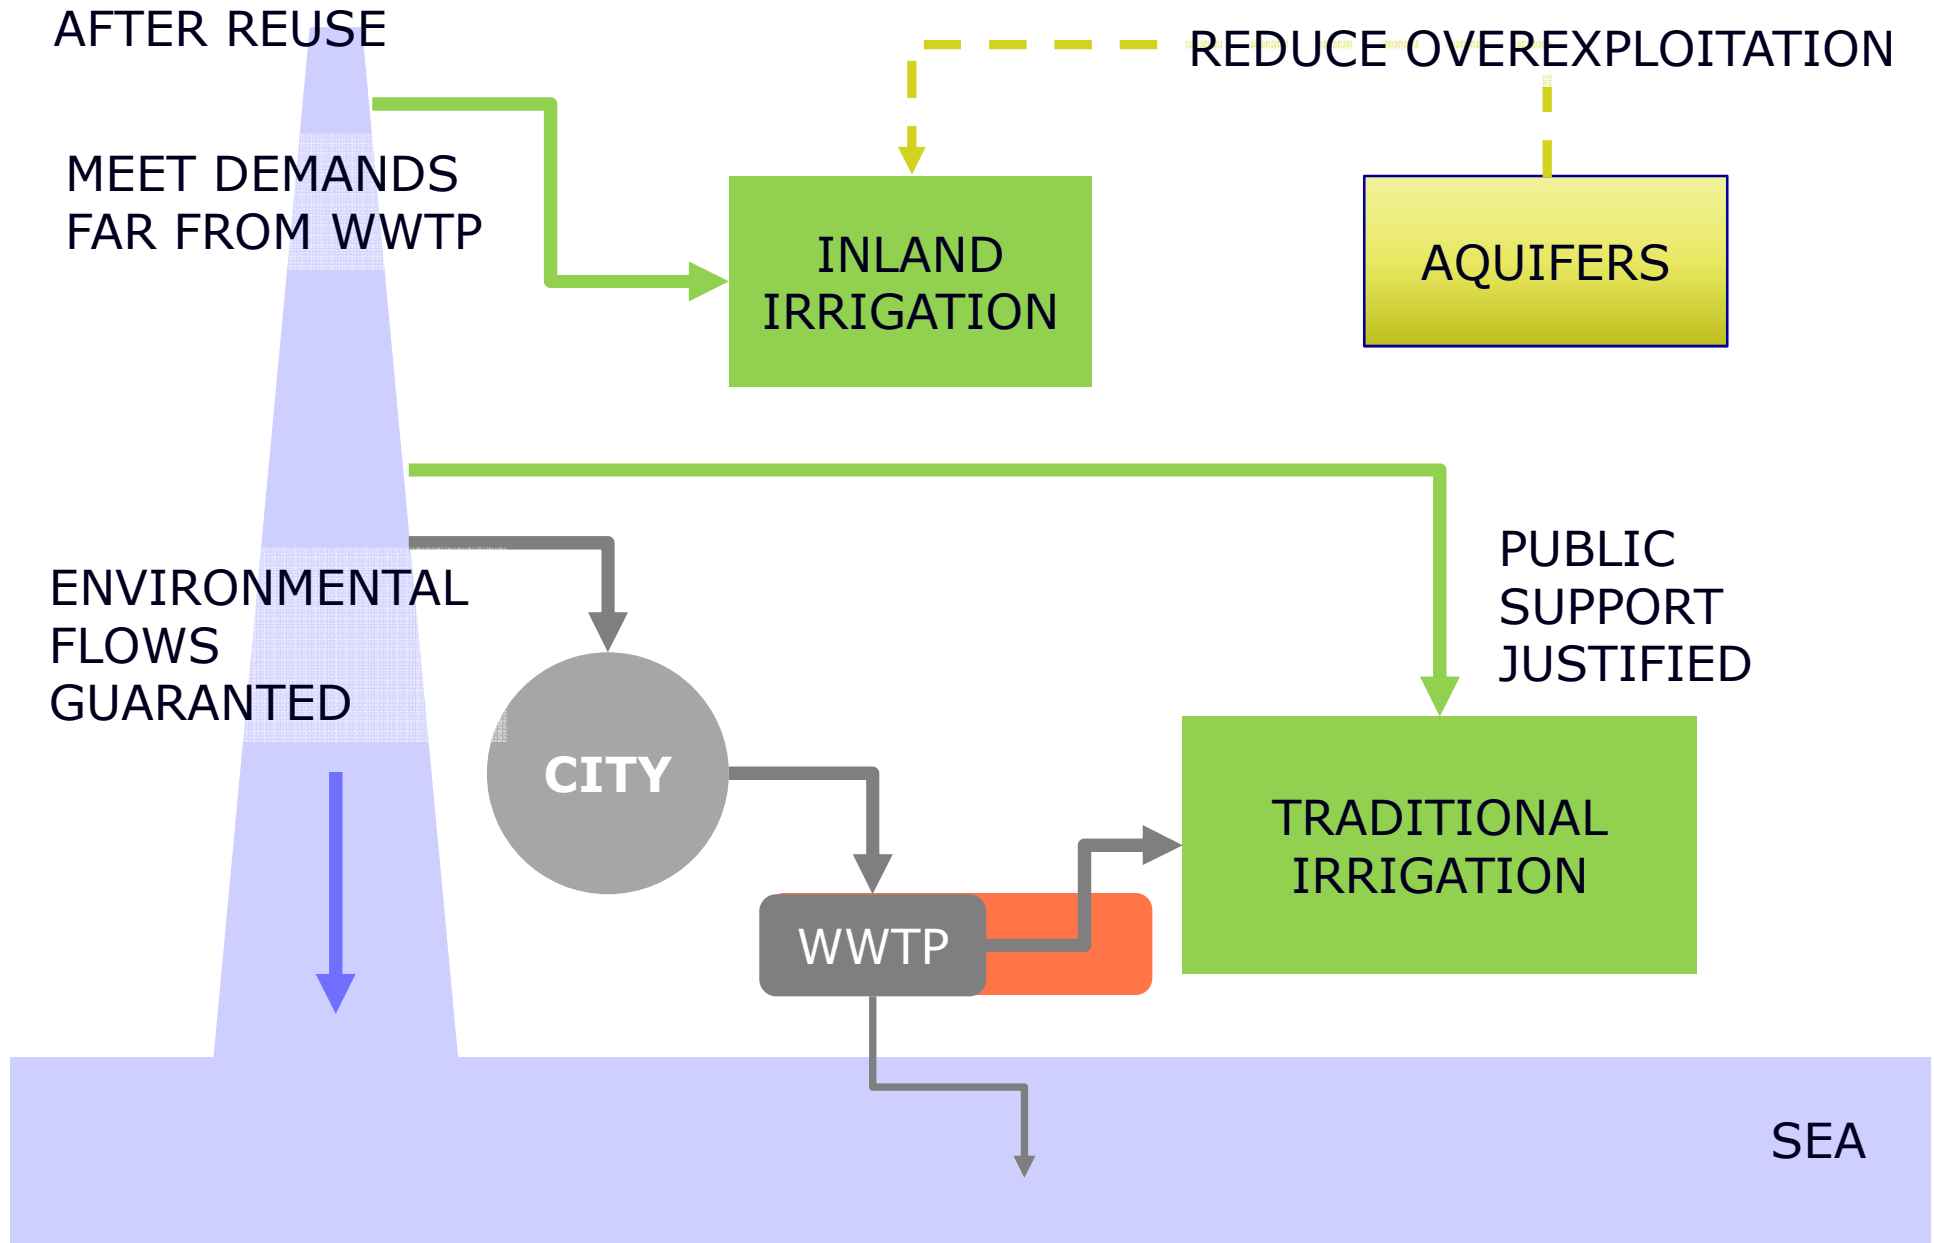 AFTER REUSE
REDUCE OVEREXPLOITATION
MEET DEMANDS
FAR FROM WWTP
INLAND
IRRIGATION
AQUIFERS
ENVIRONMENTAL
FLOWS
GUARANTED
PUBLIC
SUPPORT
JUSTIFIED
CITY
TRADITIONAL
IRRIGATION
WWTP
SEA